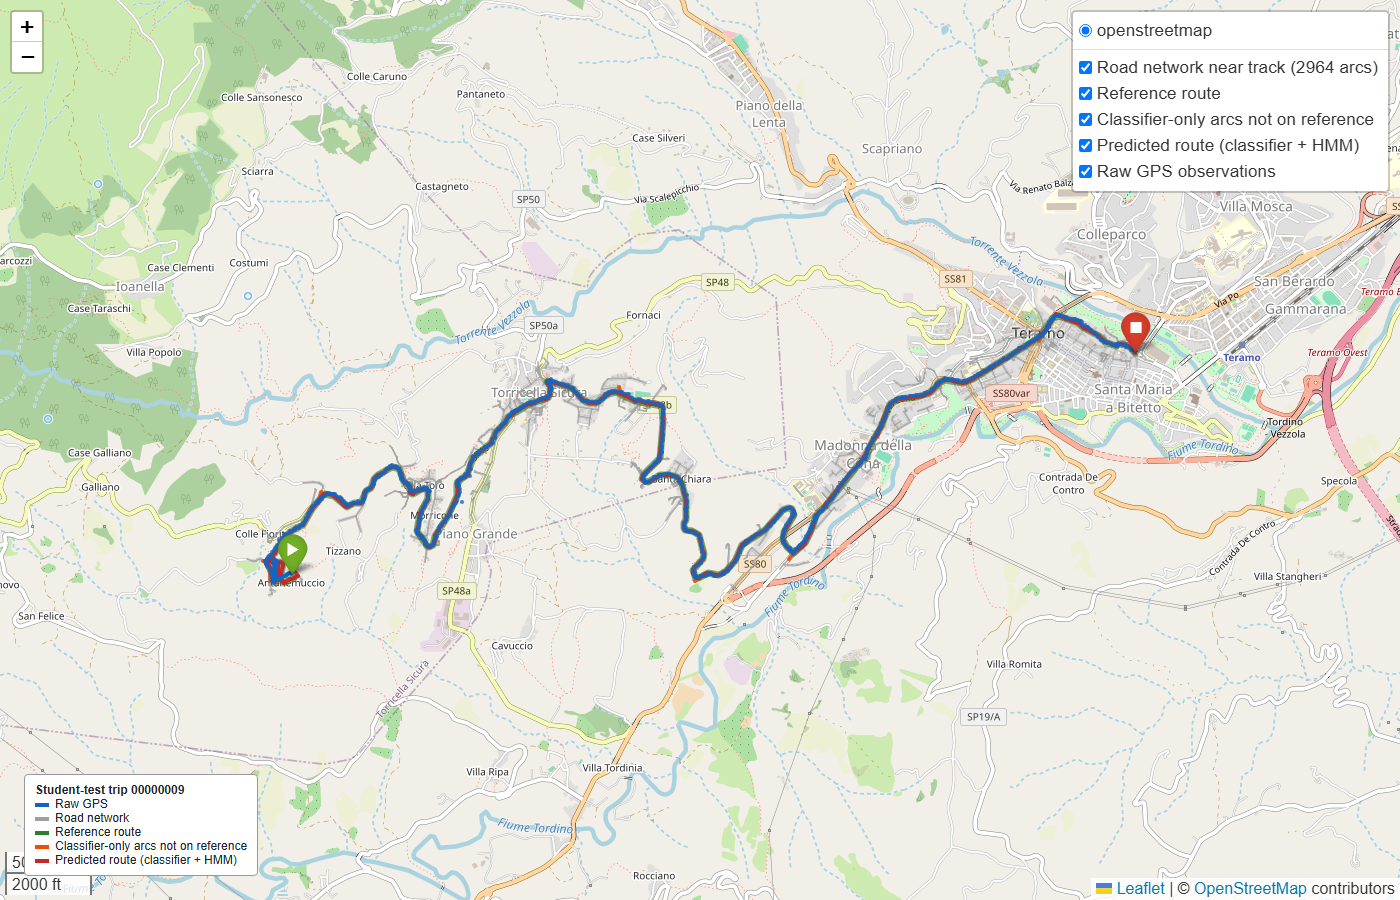 +
−
openstreetmap
Road network near track (2964 arcs)
Reference route
Classifier-only arcs not on reference
Predicted route (classifier + HMM)
Raw GPS observations
Colle Caruno
Colle Sansonesco
Pantaneto
Piano della
Lenta
Case Silveri
Scapriano
Sciarra
Castagneto
SP50
Via Scalepicchio
Via Renato Balz
Villa Mosca
Colleparco
Torrente Vezzola
Case Clementi
Costumi
Ioanella
Case Taraschi
SP48
SS81
San Berardo
Via Po
Gammarana
Fornaci
SP50a
Torrente Vezzola
Teramo
Villa Popolo
Teramo
Teramo Ovest
Torricella Sicura
SS80var
Santa Maria
a Bitetto
Tordino
Vezzola
Fiume Tordino
Madonna della
Cona
Case Galliano
Galliano
Santa Chiara
Contrada De
Contro
Specola
Morricone
Piano Grande
Tizzano
SS80
Fiume Tordino
Contrada De Contro
Villa Stangheri
SP48a
San Felice
Cavuccio
Torricella Sicura
Villa Romita
SP19/A
Villa Ripa
Villa Tordinia
Fiume Tordino
Rocciano
Student-test trip 00000009
Raw GPS
Road network
Reference route
Classifier-only arcs not on reference
Predicted route (classifier + HMM)
2000 ft
Leaflet | © OpenStreetMap contributors